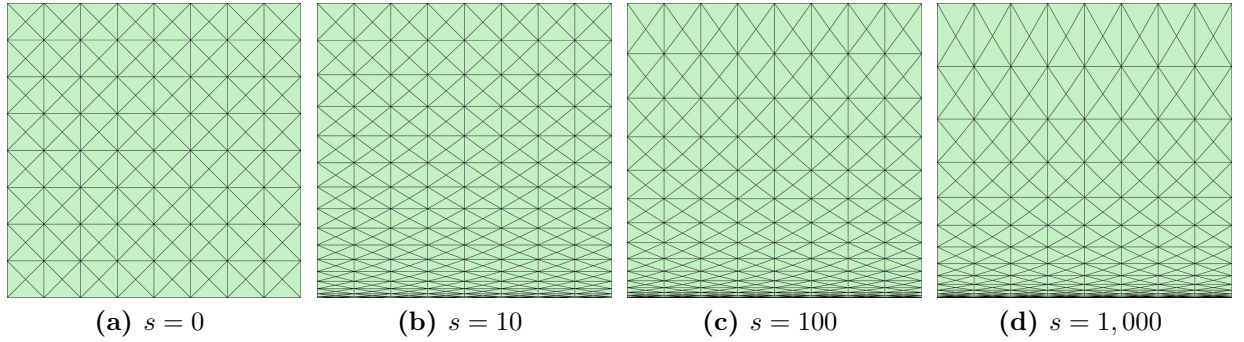 (a) s = 0
(b) s = 10
(c) s = 100
(d) s = 1,000